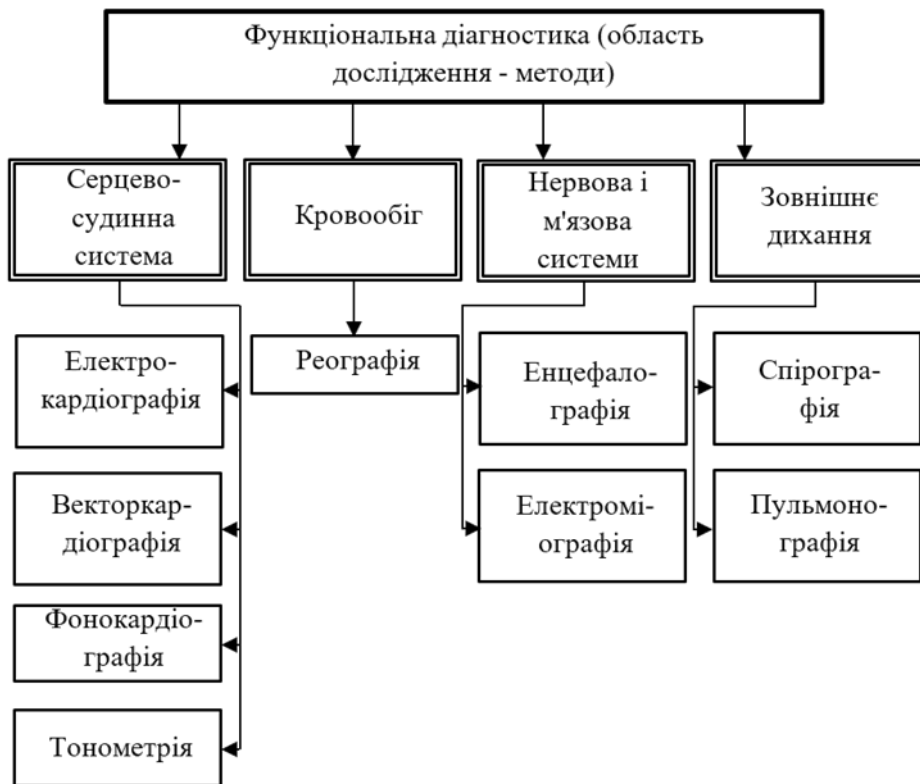 Функціональна діагностика (область
дослідження - методи)
Серцево-
судинна
система
Кровообіг
Нервова і
м'язова
системи
Зовнішнє
дихання
Електро-
кардіографія
Реографія
Енцефало-
графія
Спірогра-
фія
Векторкар-
діографія
Електромі-
ографія
Пульмоно-
графія
Фонокардіо-
графія
Тонометрія